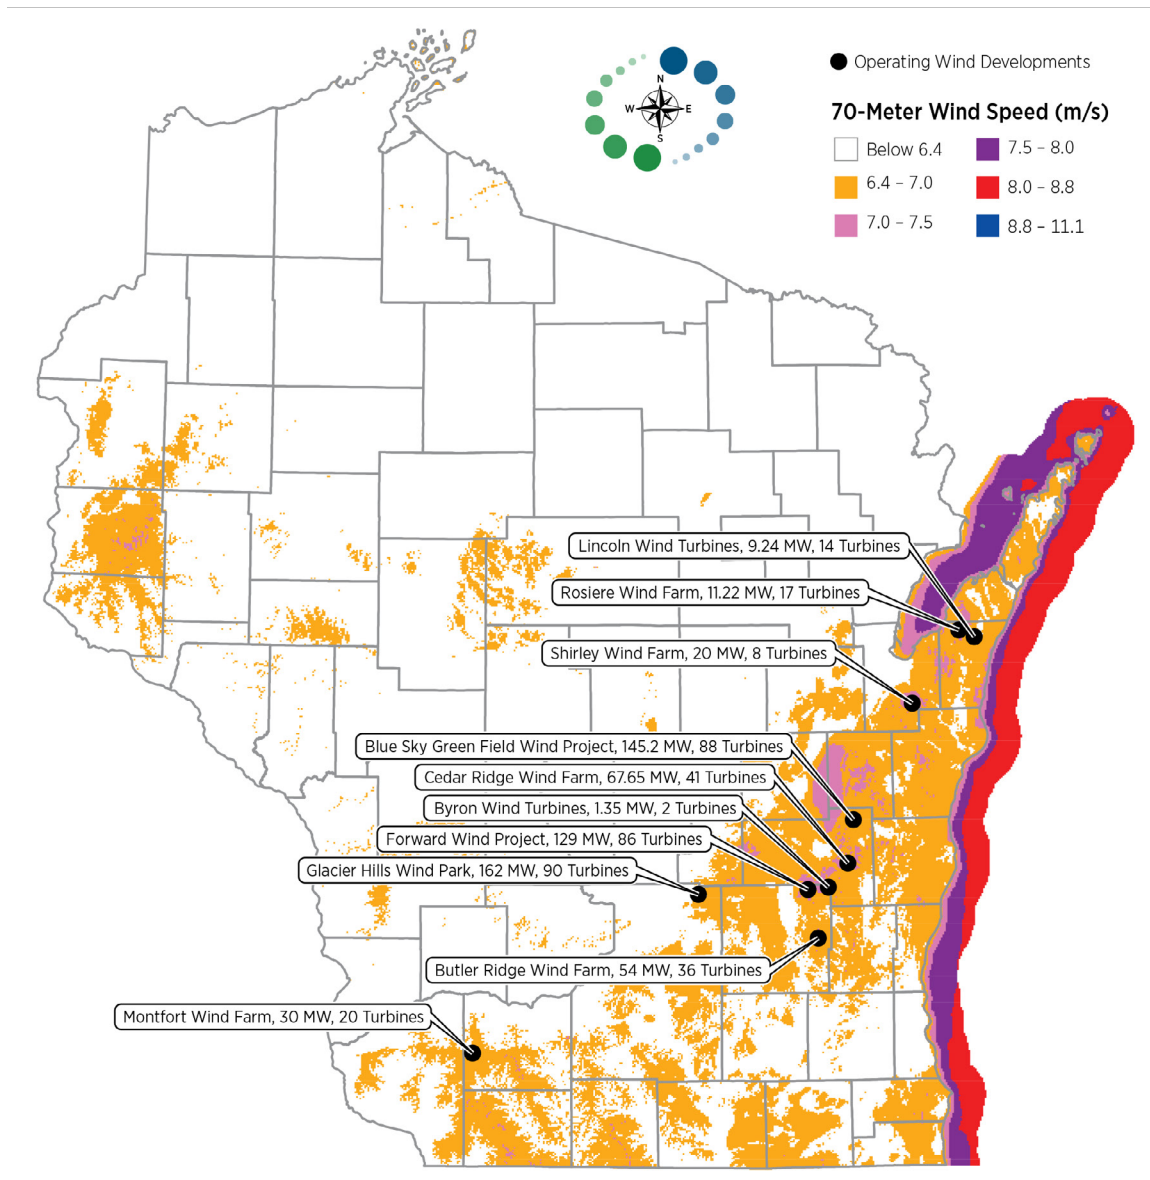 Operating Wind Developments
N
W
E
S
70-Meter Wind Speed (m/s)
Below 6.4
7.5 – 8.0
6.4 – 7.0
8.0 – 8.8
7.0 – 7.5
8.8 – 11.1
Lincoln Wind Turbines, 9.24 MW, 14 Turbines
Rosiere Wind Farm, 11.22 MW, 17 Turbines
Shirley Wind Farm, 20 MW, 8 Turbines
Blue Sky Green Field Wind Project, 145.2 MW, 88 Turbines
Cedar Ridge Wind Farm, 67.65 MW, 41 Turbines
Byron Wind Turbines, 1.35 MW, 2 Turbines
Forward Wind Project, 129 MW, 86 Turbines
Glacier Hills Wind Park, 162 MW, 90 Turbines
Butler Ridge Wind Farm, 54 MW, 36 Turbines
Montfort Wind Farm, 30 MW, 20 Turbines